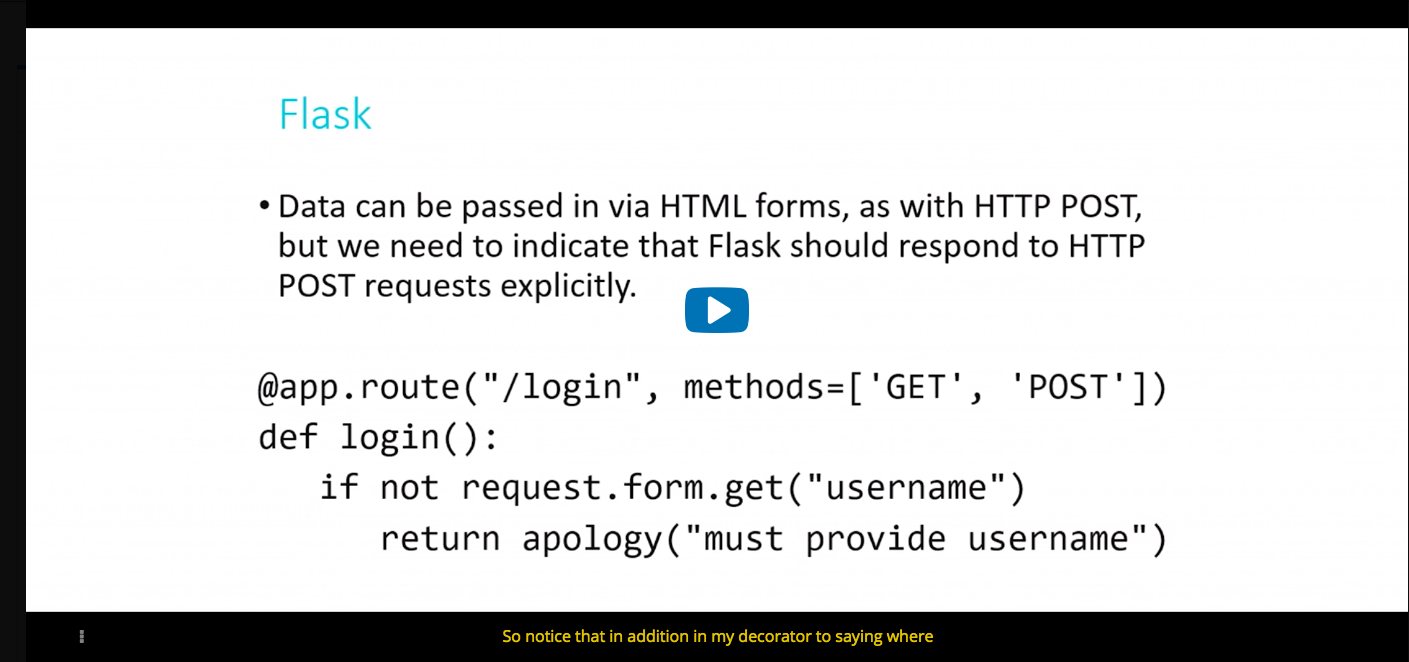 Flask
• Data can be passed in via HTML forms, as with HTTP POST,
but we need to indicate that Flask should respond to HTTP
POST requests explicitly.
@app.route("/login", methods=['GET', 'POST'])
def login():
   if not request.form.get("username")
      return apology("must provide username")
So notice that in addition in my decorator to saying where